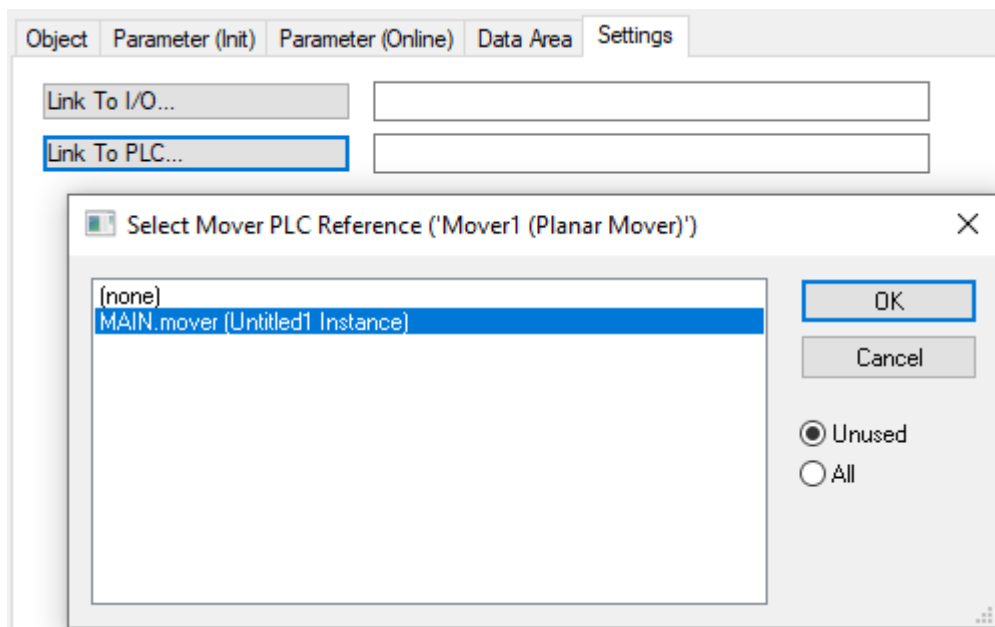 Object Parameter (Init) Parameter (Online) Data Area Settings
Link To I/O...
Link To PLC...
Select Mover PLC Reference ('Mover1 (Planar Mover)')
(none)
MAIN.mover (Untitled1 Instance)
OK
Cancel
Unused
All